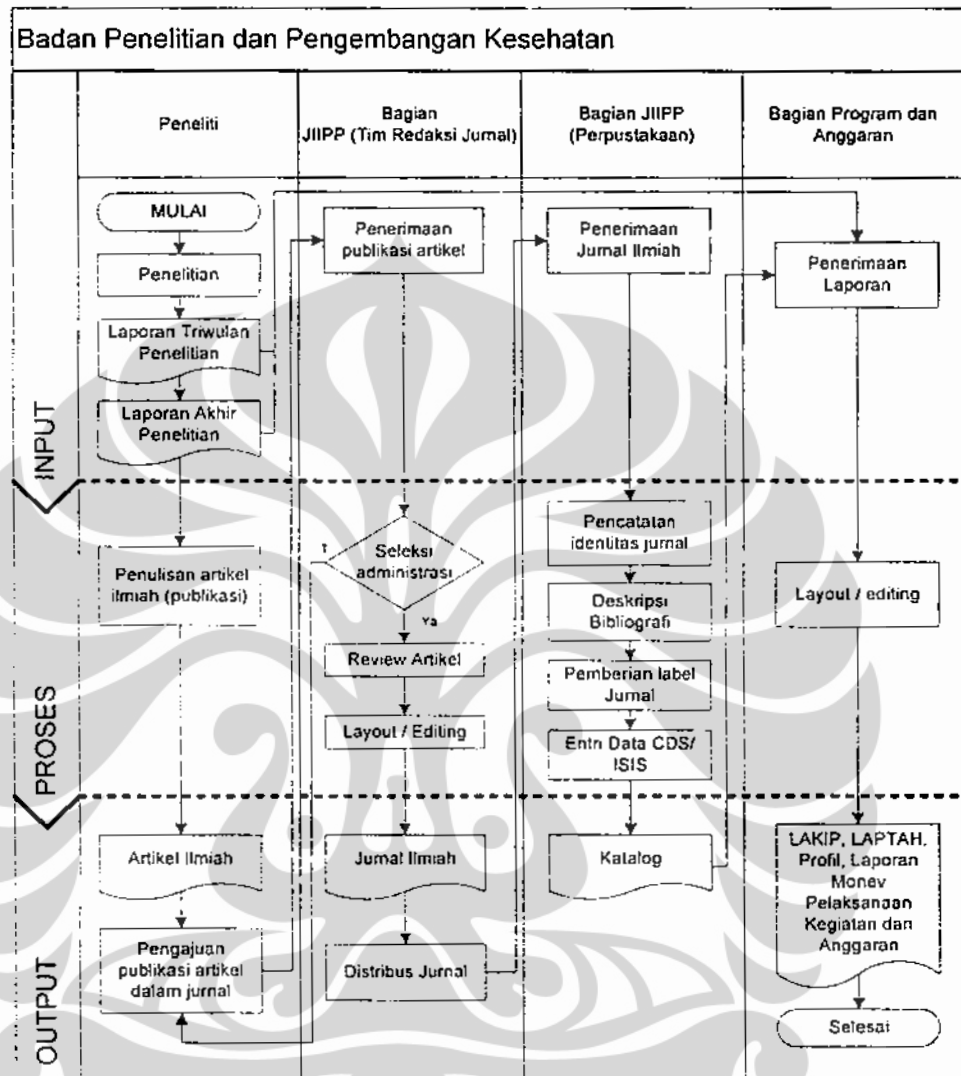 Badan Penelitian dan Pengembangan Kesehatan
Peneliti
Bagian
JIIPP (Tim Redaksi Jurnal)
Bagian JIIPP
(Perpustakaan)
Bagian Program dan
Anggaran
INPUT
MULAI
Penelitian
Laporan Triwulan
Penelitian
Laporan Akhir
Penelitian
Penerimaan
publikasi artikel
Penerimaan
Jurnal Ilmiah
Penerimaan
Laporan
PROSES
Penulisan artikel
ilmiah (publikasi)
T
Seleksi
administrasi
Ya
Review Artikel
Layout / Editing
Pencatatan
identitas jurnal
Deskripsi
Bibliografi
Pemberian label
Jurnal
Entri Data CDS/
ISIS
Layout / editing
OUTPUT
Artikel Ilmiah
Pengajuan
publikasi artikel
dalam jurnal
Jurnal Ilmiah
Distribus Jurnal
Katalog
LAKIP, LAPTAH,
Profil, Laporan
Monev
Pelaksanaan
Kegiatan dan
Anggaran
Selesai